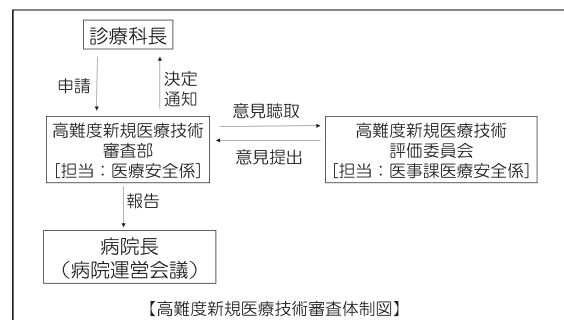 診療科長
申請
決定
通知
高難度新規医療技術
審査部
[担当：医療安全係]
意見聴取
意見提出
高難度新規医療技術
評価委員会
[担当：医事課医療安全係]
報告
病院長
（病院運営会議）
【高難度新規医療技術審査体制図】